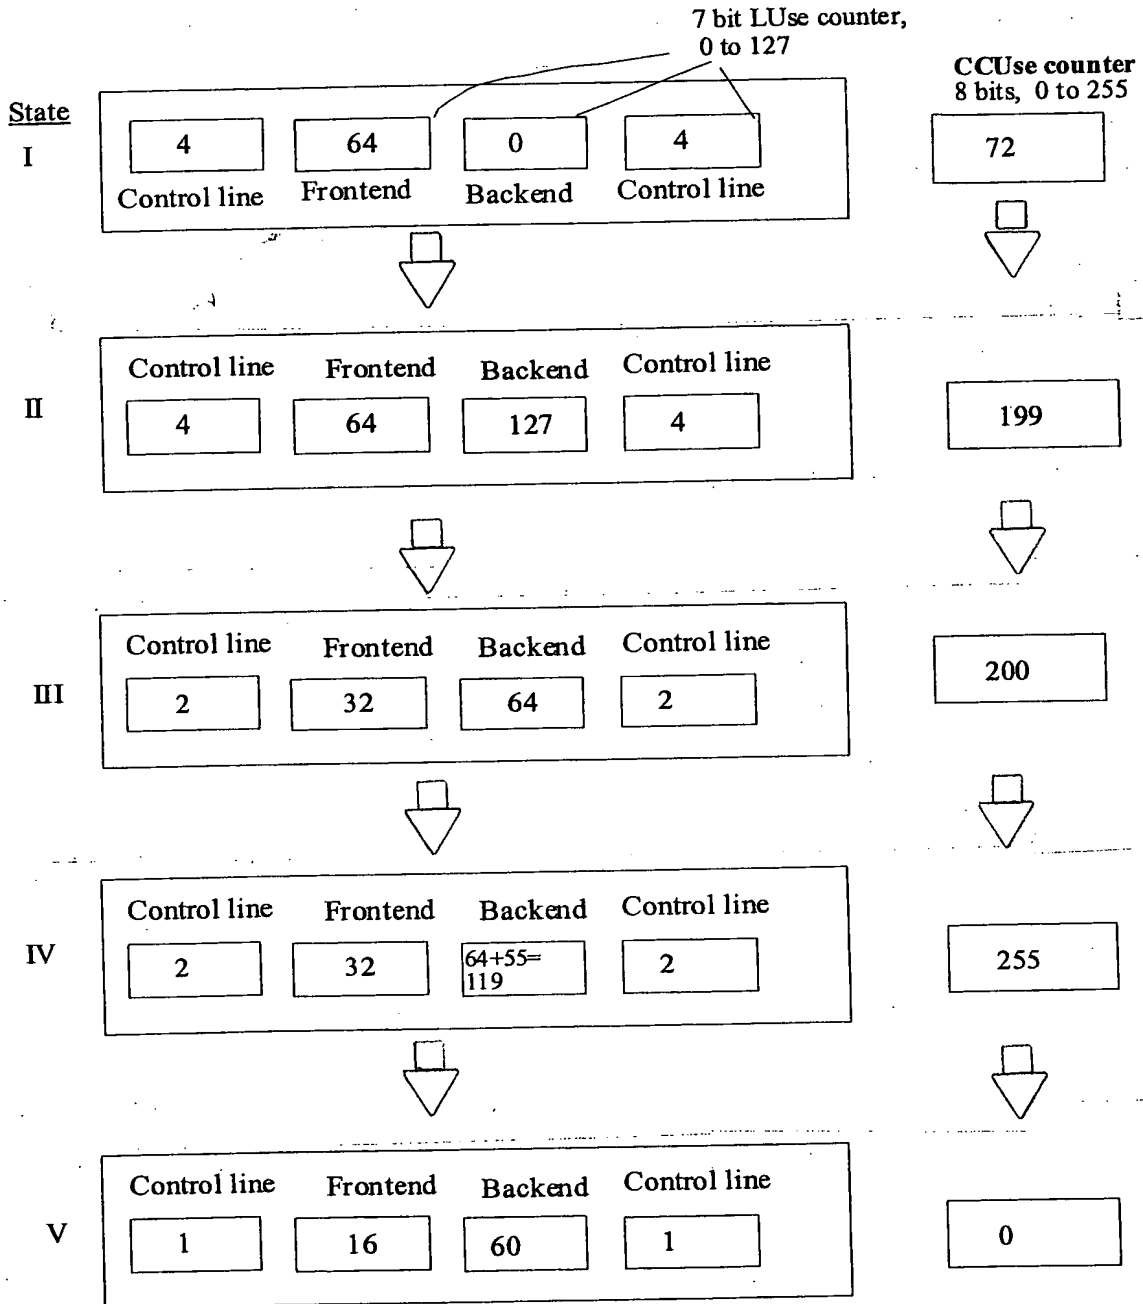 7 bit LUse counter,
0 to 127
CCUse counter
8 bits, 0 to 255
State
I
4 64 0 4
Control line Frontend Backend Control line
72
Control line Frontend Backend Control line
II
4 64 127 4
199
Control line Frontend Backend Control line
III
2 32 64 2
200
Control line Frontend Backend Control line
IV
2 32 64+55= 2
119
255
Control line Frontend Backend Control line
V
1 16 60 1
0